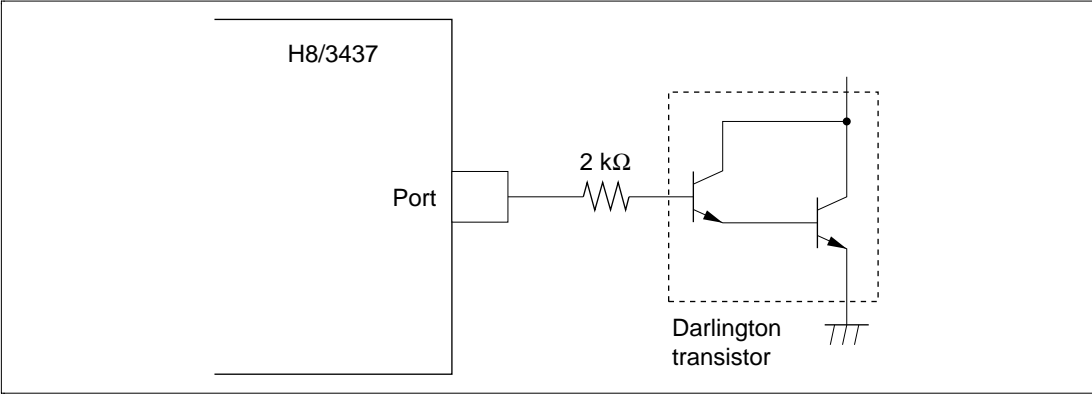 H8/3437
2 kΩ
Port
Darlington
transistor